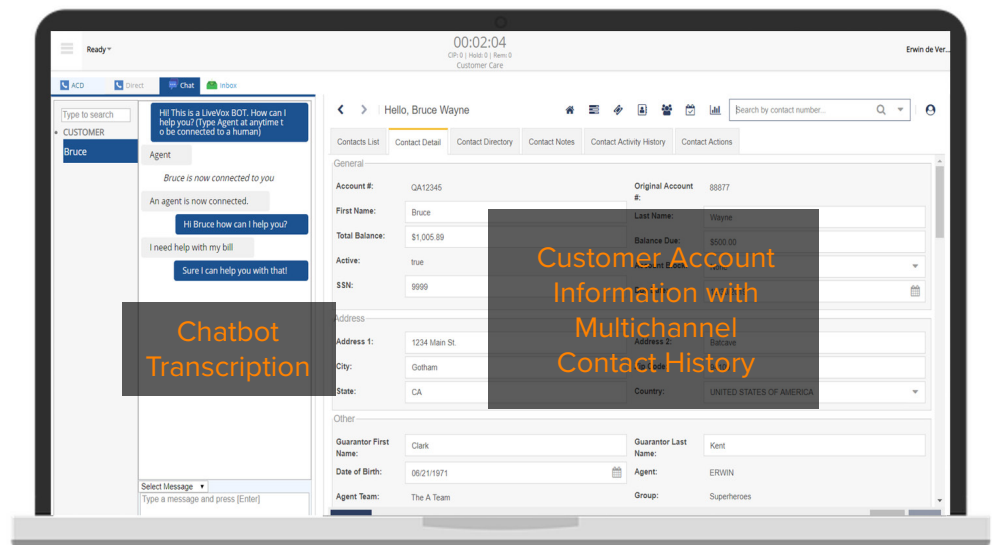 00:02:04
Ready
CIP: 0 | Hold: 0 | Rem: 0
Customer Care
Erwin de Ver...
ACD
Direct
Chat
Inbox
Type to search
CUSTOMER
Bruce
Hi! This is a LiveVox BOT. How can I
help you? (Type Agent at anytime t
o be connected to a human)
Agent
Bruce is now connected to you
An agent is now connected.
Hi Bruce how can I help you?
I need help with my bill
Sure I can help you with that!
Chatbot
Transcription
Select Message
Type a message and press [Enter]
Hello, Bruce Wayne
Search by contact number...
Contacts List
Contact Detail
Contact Directory
Contact Notes
Contact Activity History
Contact Actions
General
Account #:
QA12345
Original Account
#:
88877
First Name:
Bruce
Last Name:
Wayne
Total Balance:
$1,005.89
Balance Due:
$500.00
Active:
true
SSN:
9999
Customer Account
Information with
Multichannel
Contact History
Address
Address 1:
1234 Main St.
Address 2:
Batcave
City:
Gotham
State:
CA
Country:
UNITED STATES OF AMERICA
Other
Guarantor First
Name:
Clark
Guarantor Last
Name:
Kent
Date of Birth:
06/21/1971
Agent:
ERWIN
Agent Team:
The A Team
Group:
Superheroes